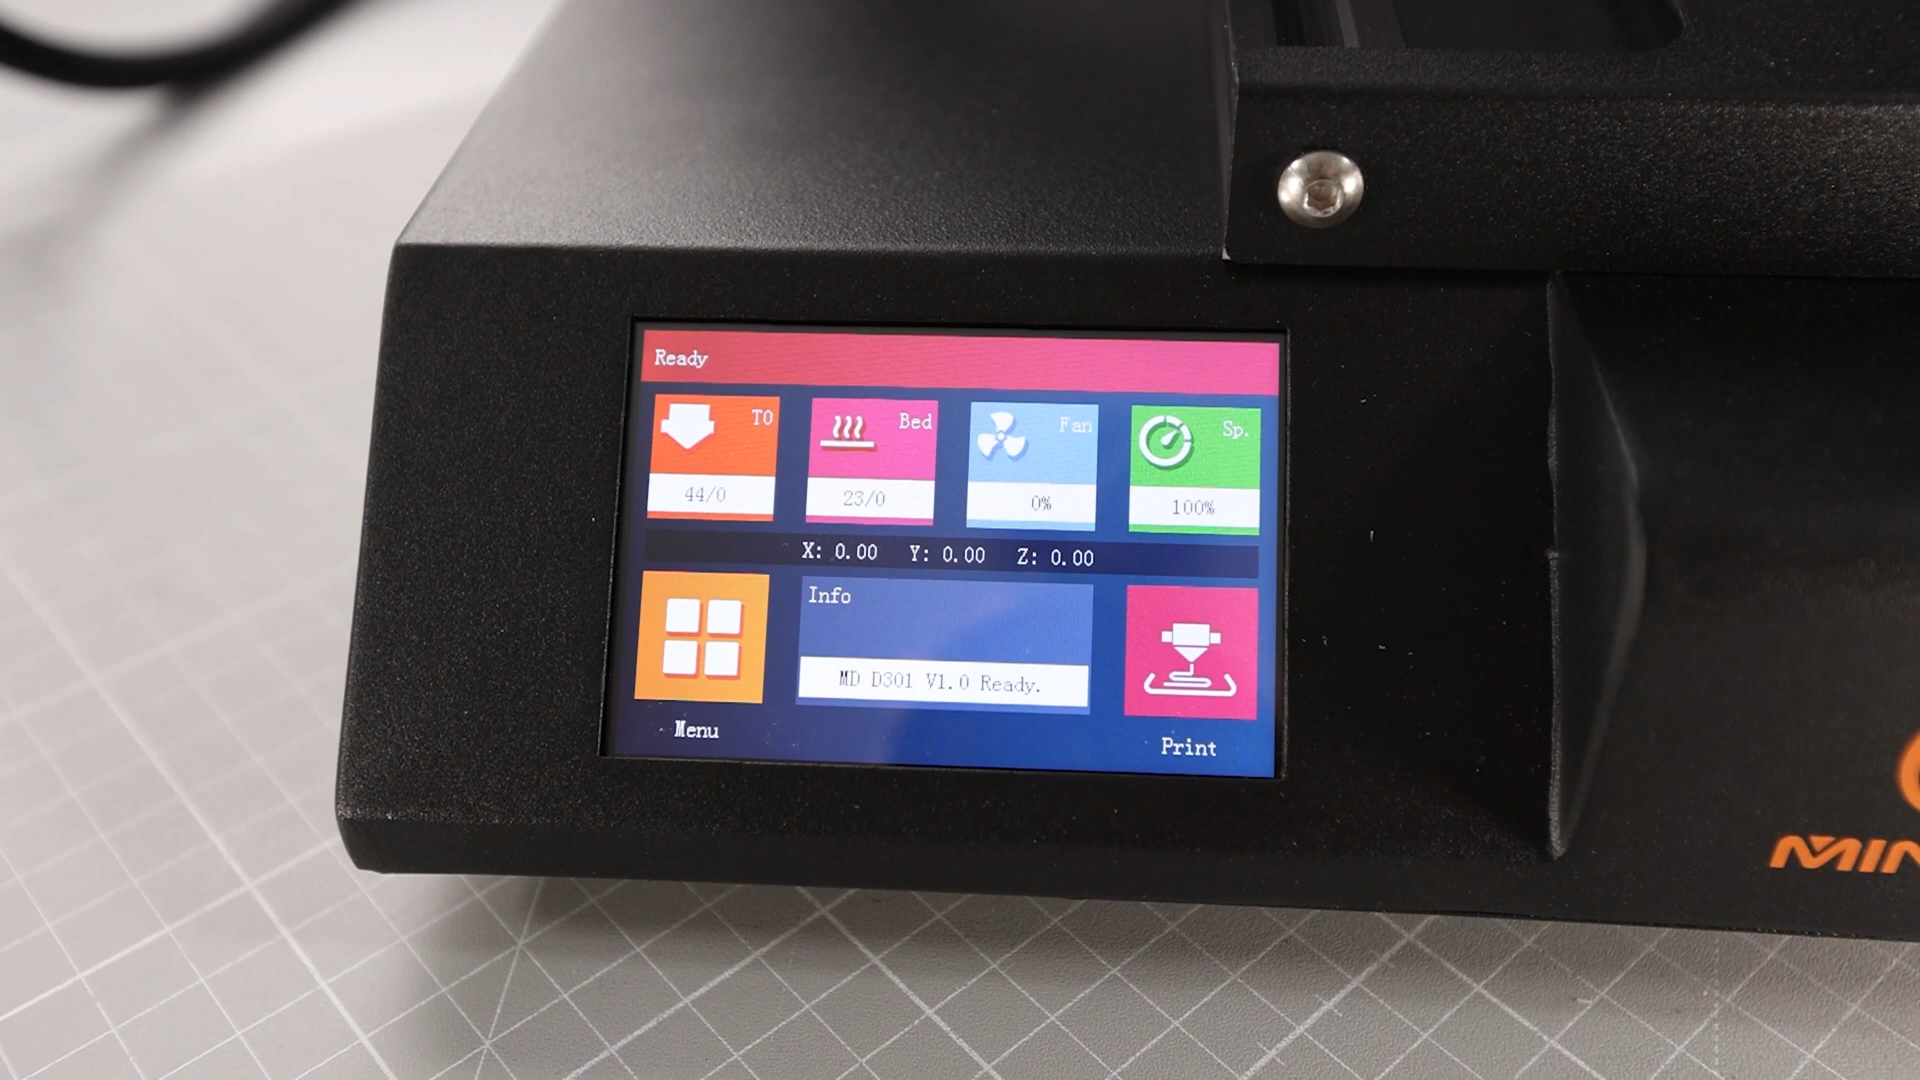 Ready
T0 Bed Fan Sp.
44/0 23/0 0% 100%
X: 0.00 Y: 0.00 Z: 0.00
Info
MD D301 V1.0 Ready.
Menu
Print